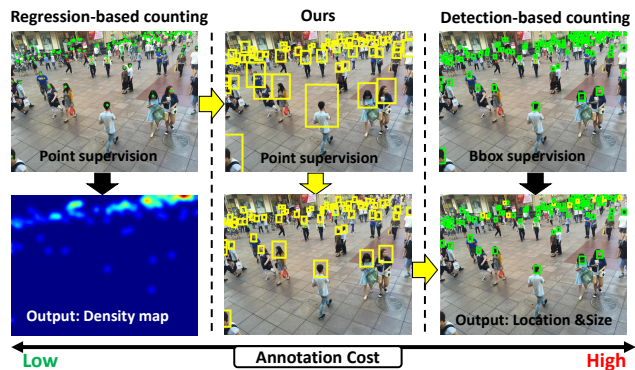 Regression-based counting
Ours
Detection-based counting
Point supervision
Point supervision
Bbox supervision
Output: Density map
Output: Location &Size
Low
Annotation Cost
High